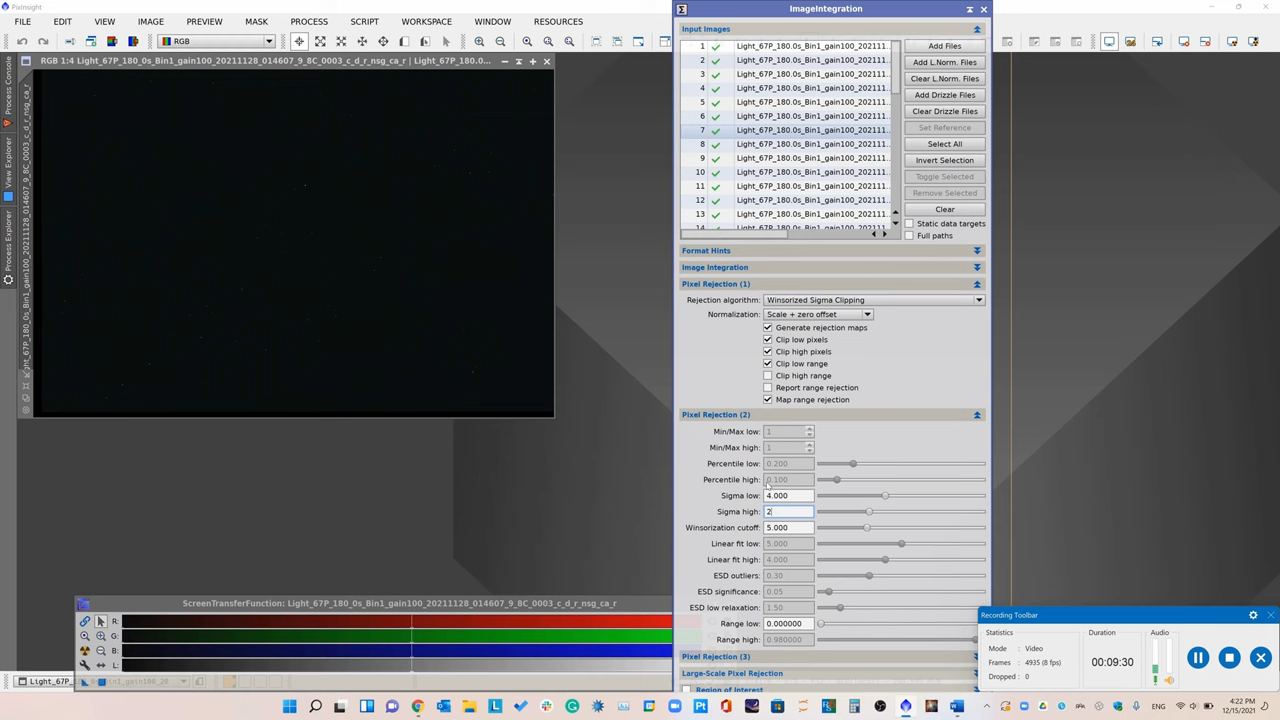 PixInsight
FILE EDIT VIEW IMAGE PREVIEW MASK PROCESS SCRIPT WORKSPACE WINDOW RESOURCES
RGB
RGB 1:4 Light_67P_180.0s_Bin1_gain100_20211128_014607_9_8C_0003_c_d_r_nsg_ca_r | Light_67P_180.0...
Process Console
View Explorer
Process Explorer
Light_67P_180_0s_Bin1_gain100_20211128_014607_9_8C_0003_c_d_r_nsg_ca_r
ImageIntegration
Input Images
1 Light_67P_180.0s_Bin1_gain100_202111...
2 Light_67P_180.0s_Bin1_gain100_202111...
3 Light_67P_180.0s_Bin1_gain100_202111...
4 Light_67P_180.0s_Bin1_gain100_202111...
5 Light_67P_180.0s_Bin1_gain100_202111...
6 Light_67P_180.0s_Bin1_gain100_202111...
7 Light_67P_180.0s_Bin1_gain100_202111...
8 Light_67P_180.0s_Bin1_gain100_202111...
9 Light_67P_180.0s_Bin1_gain100_202111...
10 Light_67P_180.0s_Bin1_gain100_202111...
11 Light_67P_180.0s_Bin1_gain100_202111...
12 Light_67P_180.0s_Bin1_gain100_202111...
13 Light_67P_180.0s_Bin1_gain100_202111...
14 Light_67P_180.0s_Bin1_gain100_202111...
Add Files
Add L.Norm. Files
Clear L.Norm. Files
Add Drizzle Files
Clear Drizzle Files
Set Reference
Select All
Invert Selection
Toggle Selected
Remove Selected
Clear
Static data targets
Full paths
Format Hints
Image Integration
Pixel Rejection (1)
Rejection algorithm: Winsorized Sigma Clipping
Normalization: Scale + zero offset
Generate rejection maps
Clip low pixels
Clip high pixels
Clip low range
Clip high range
Report range rejection
Map range rejection
Pixel Rejection (2)
Min/Max low: 1
Min/Max high: 1
Percentile low: 0.200
Percentile high: 0.100
Sigma low: 4.000
Sigma high: 2
Winsorization cutoff: 5.000
Linear fit low: 5.000
Linear fit high: 4.000
ESD outliers: 0.30
ESD significance: 0.05
ESD low relaxation: 1.50
Range low: 0.000000
Range high: 0.980000
Pixel Rejection (3)
Large-Scale Pixel Rejection
Region of Interest
ScreenTransferFunction: Light_67P_180_0s_Bin1_gain100_20211128_014607_9_8C_0003_c_d_r_nsg_ca_r
R:
G:
B:
L:
Recording Toolbar
Statistics
Mode : Video
Frames : 4935 (8 fps)
Dropped : 0
Duration
00:09:30
Audio
ENG
4:22 PM
12/15/2021